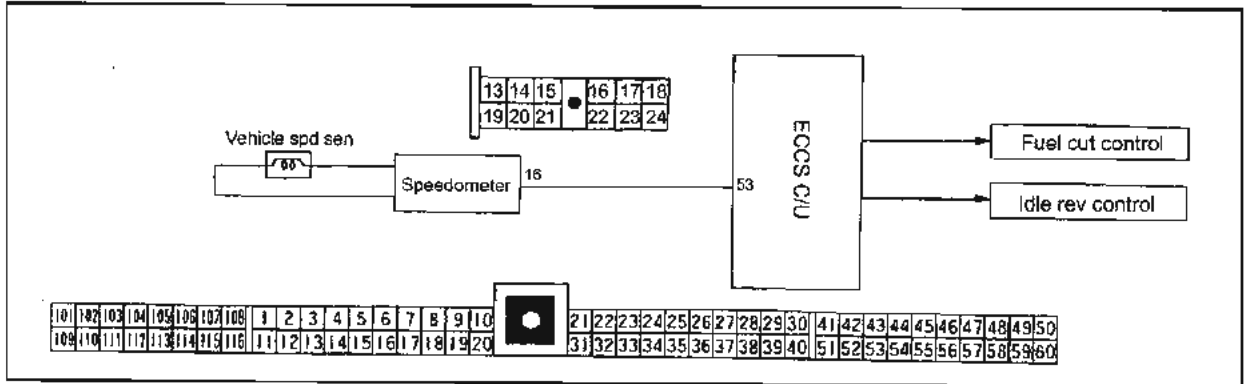 13 14 15 16 17 18
19 20 21 22 23 24
Vehicle spd sen
Speedometer
16
53
ECCS C/U
Fuel cut control
Idle rev control
101 102 103 104 105 106 107 108 1 2 3 4 5 6 7 8 9 10 21 22 23 24 25 26 27 28 29 30 41 42 43 44 45 46 47 48 49 50
109 110 111 112 113 114 115 116 11 12 13 14 15 16 17 18 19 20 31 32 33 34 35 36 37 38 39 40 51 52 53 54 55 56 57 58 59 60